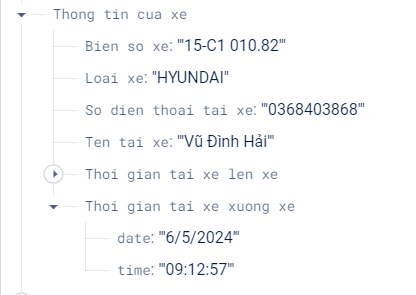 Thong tin cua xe
Bien so xe: "'15-C1 010.82'"
Loai xe: "HYUNDAI"
So dien thoai tai xe: "'0368403868'"
Ten tai xe: "'Vũ Đình Hải'"
Thoi gian tai xe len xe
Thoi gian tai xe xuong xe
date: "'6/5/2024'"
time: "'09:12:57'"